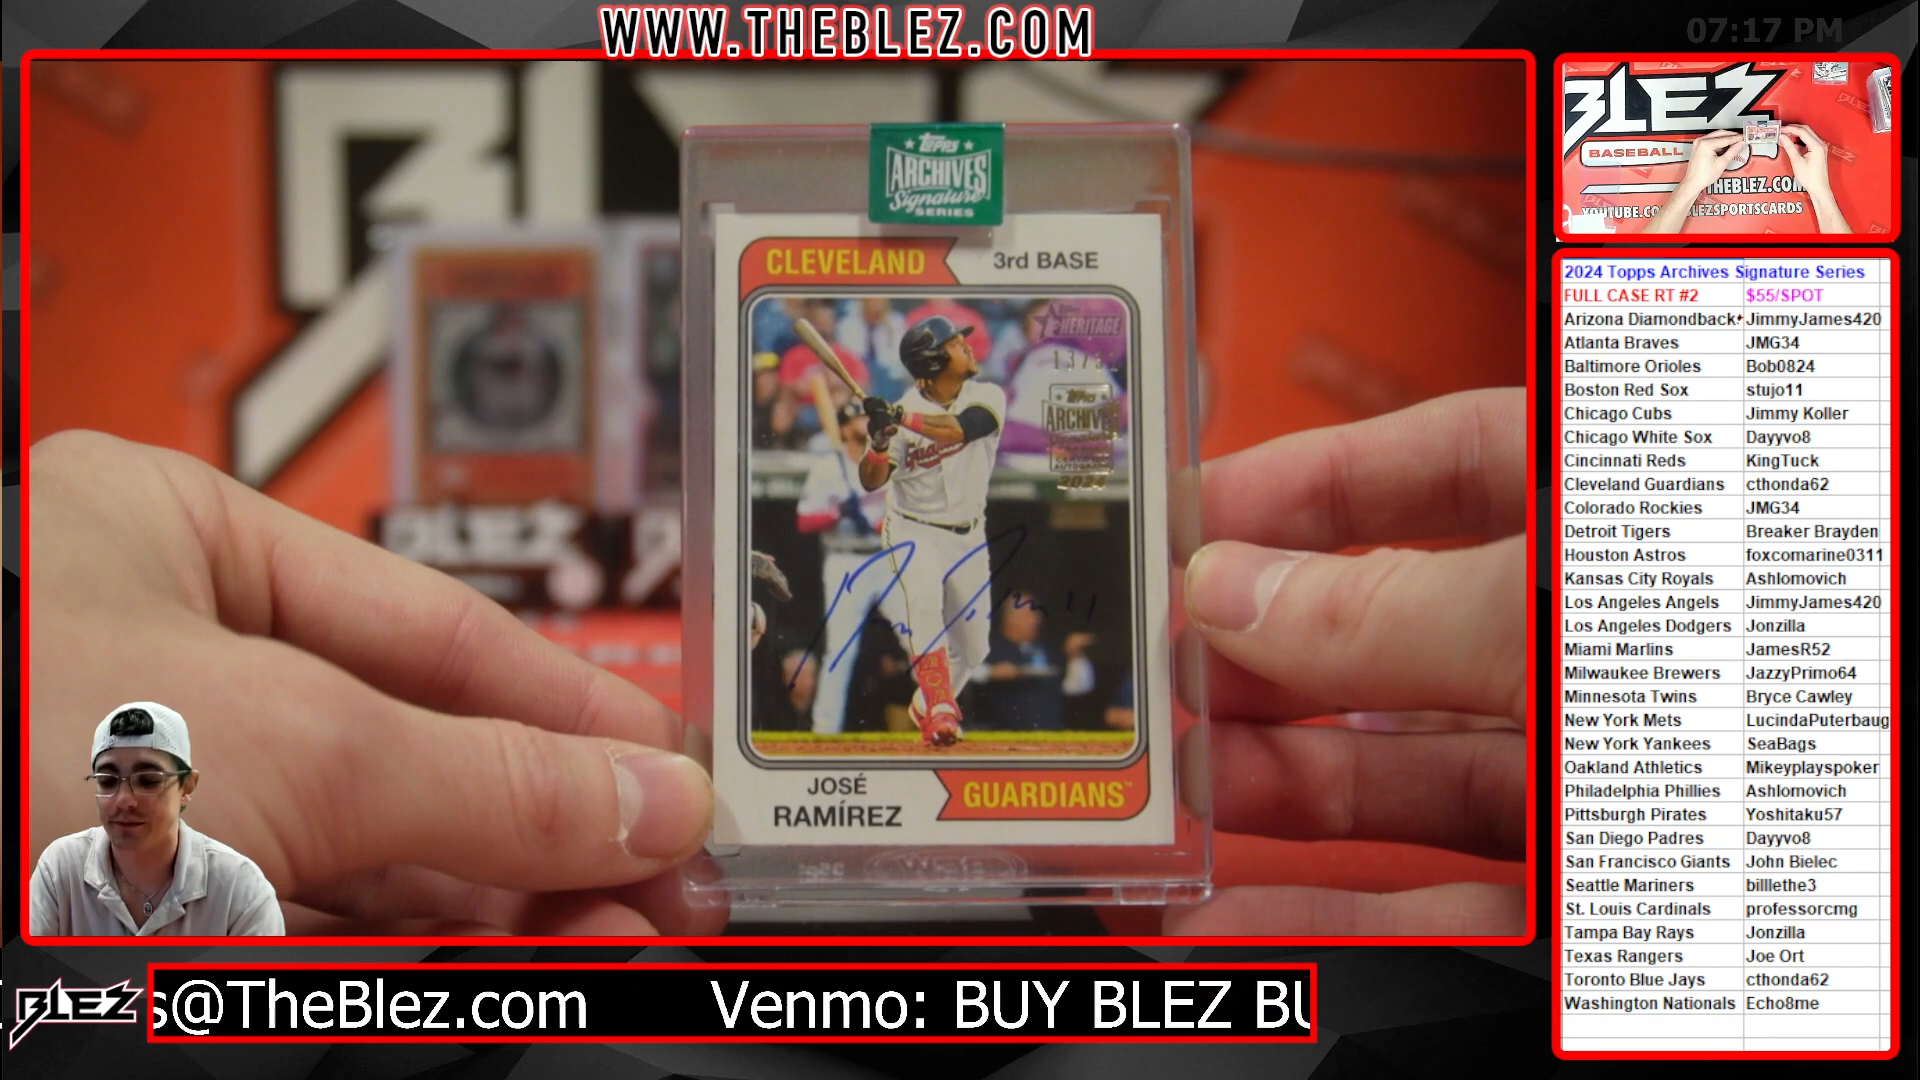 WWW.THEBLEZ.COM
07:17 PM
Topps
ARCHIVES
Signature
SERIES
CLEVELAND
3rd BASE
HERITAGE
Topps
ARCHIVES
Signature
2024
JOSÉ
RAMÍREZ
GUARDIANS™
BLEZ
BLEZ
BASEBALL
THEBLEZ.COM
2024 Topps Archives Signature Series
FULL CASE RT #2 $55/SPOT
Arizona Diamondback JimmyJames420
Atlanta Braves JMG34
Baltimore Orioles Bob0824
Boston Red Sox stujo11
Chicago Cubs Jimmy Koller
Chicago White Sox Dayyvo8
Cincinnati Reds KingTuck
Cleveland Guardians cthonda62
Colorado Rockies JMG34
Detroit Tigers Breaker Brayden
Houston Astros foxcomarine0311
Kansas City Royals Ashlomovich
Los Angeles Angels JimmyJames420
Los Angeles Dodgers Jonzilla
Miami Marlins JamesR52
Milwaukee Brewers JazzyPrimo64
Minnesota Twins Bryce Cawley
New York Mets LucindaPuterbaug
New York Yankees SeaBags
Oakland Athletics Mikeyplayspoker
Philadelphia Phillies Ashlomovich
Pittsburgh Pirates Yoshitaku57
San Diego Padres Dayyvo8
San Francisco Giants John Bielec
Seattle Mariners billlethe3
St. Louis Cardinals professorcmg
Tampa Bay Rays Jonzilla
Texas Rangers Joe Ort
Toronto Blue Jays cthonda62
Washington Nationals Echo8me
BLEZ
s@TheBlez.com Venmo: BUY BLEZ BU